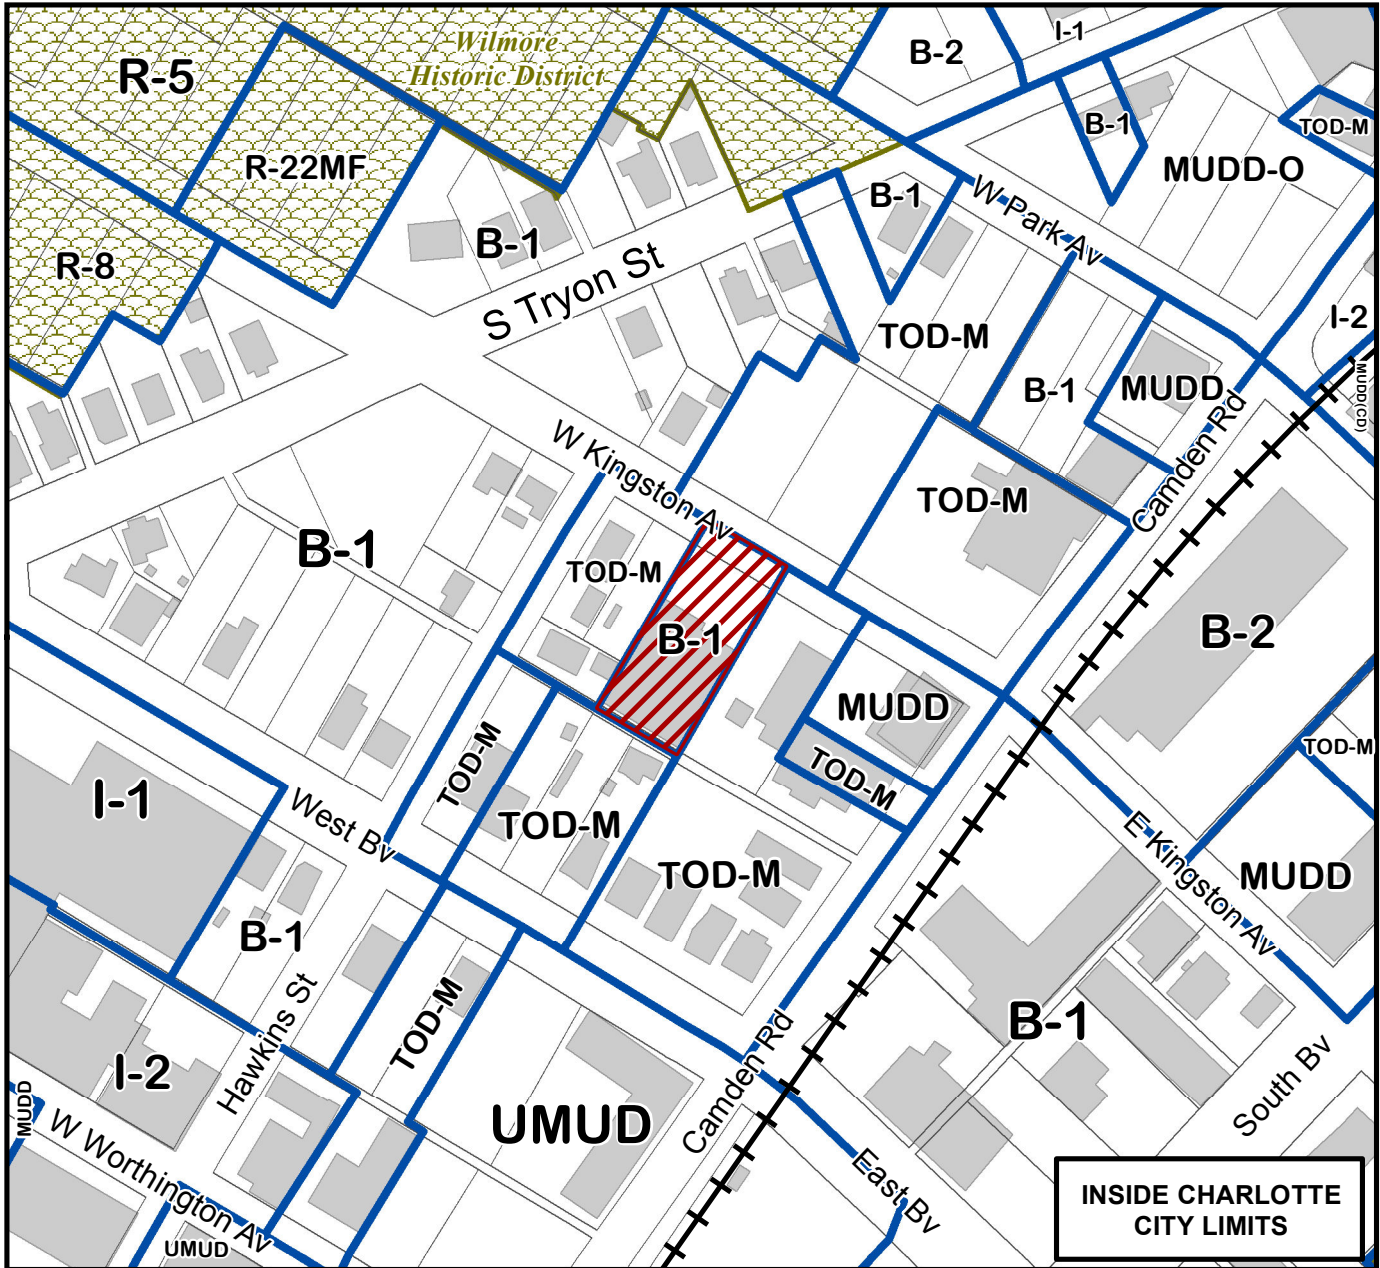 I-1
Wilmore
Historic District
B-2
R-5
B-1
TOD-M
R-22MF
MUDD-O
B-1
W Park Av
B-1
R-8
S Tryon St
I-2
TOD-M
MUDD(CD)
B-1
MUDD
Camden Rd
W Kingston Av
TOD-M
B-1
TOD-M
B-1
B-2
MUDD
TOD-M
TOD-M
TOD-M
I-1
West Bv
TOD-M
E Kingston Av
TOD-M
MUDD
B-1
Hawkins St
TOD-M
B-1
I-2
Camden Rd
South Bv
MUDD
UMUD
W Worthington Av
East Bv
UMUD
INSIDE CHARLOTTE
CITY LIMITS